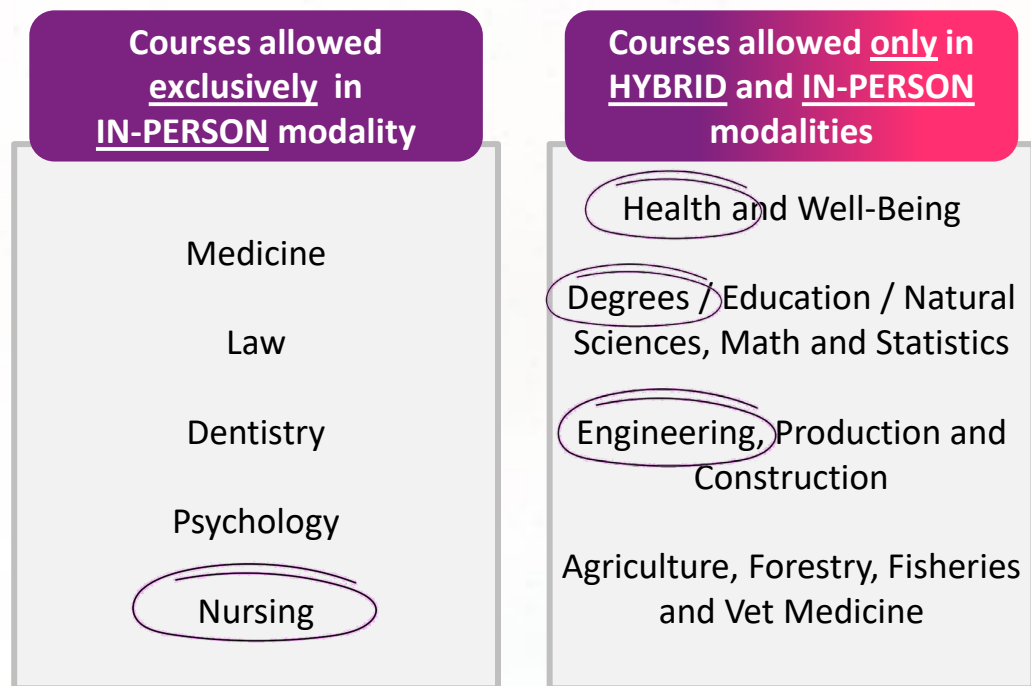 Courses allowed
exclusively in
IN-PERSON modality
Medicine
Law
Dentistry
Psychology
Nursing
Courses allowed only in
HYBRID and IN-PERSON
modalities
Health and Well-Being
Degrees / Education / Natural
Sciences, Math and Statistics
Engineering, Production and
Construction
Agriculture, Forestry, Fisheries
and Vet Medicine